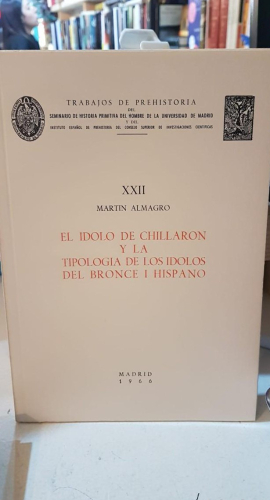 TRABAJOS DE PREHISTORIA
DEL
SEMINARIO DE HISTORIA PRIMITIVA DEL HOMBRE DE LA UNIVERSIDAD DE MADRID
Y DEL
INSTITUTO ESPAÑOL DE PREHISTORIA DEL CONSEJO SUPERIOR DE INVESTIGACIONES CIENTIFICAS
XXII
MARTIN ALMAGRO
EL IDOLO DE CHILLARON
Y LA
TIPOLOGIA DE LOS IDOLOS
DEL BRONCE I HISPANO
MADRID
1966